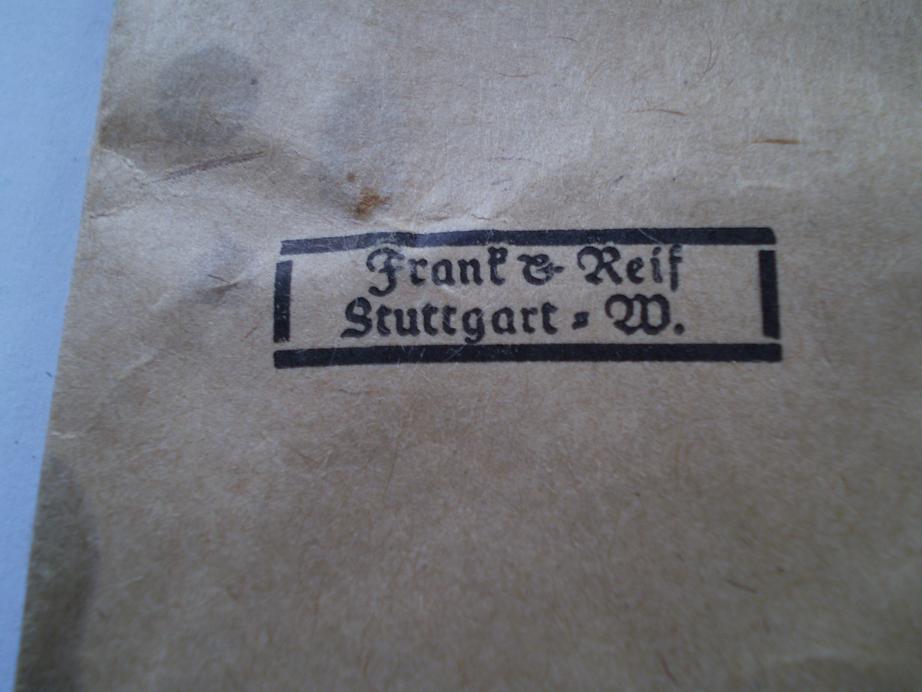 Frank & Reif
Stuttgart - W.